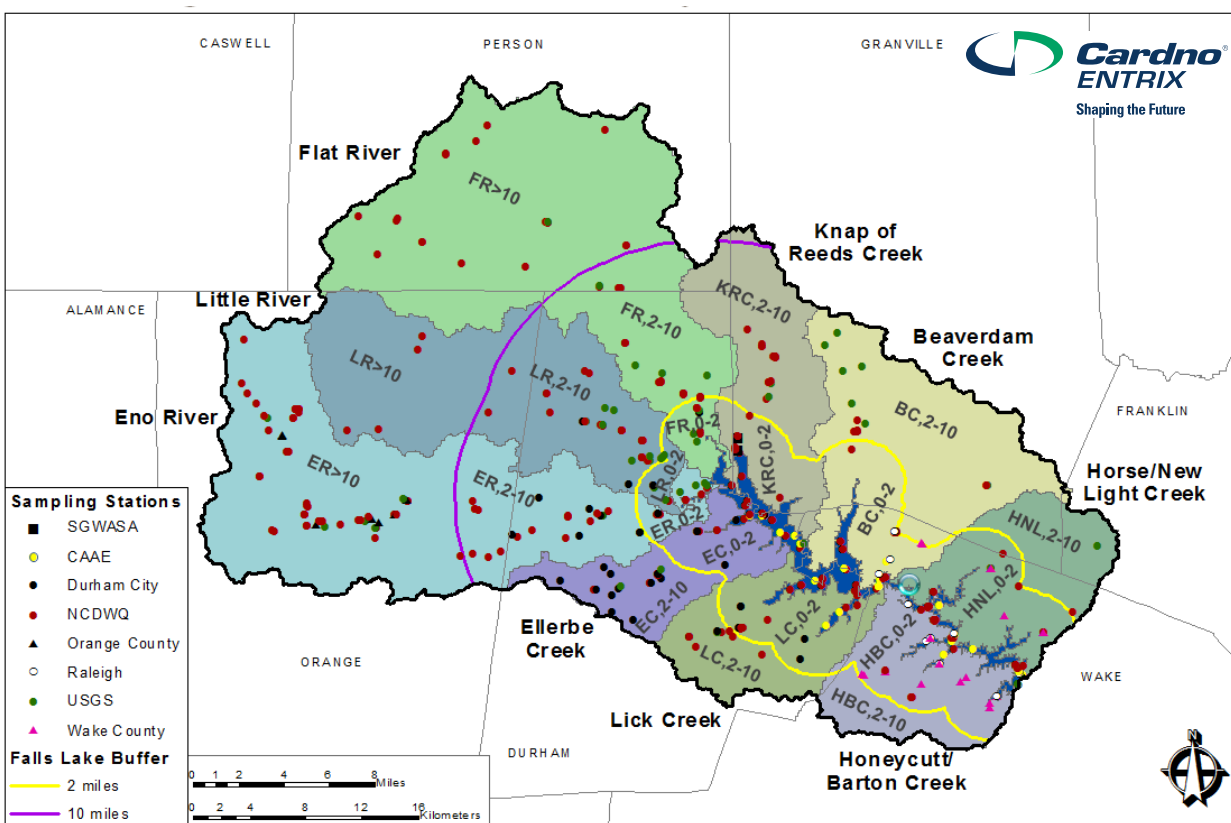 CASWELL
PERSON
GRANVILLE
Cardno®
ENTRIX
Shaping the Future
Flat River
FR>10
Knap of
Reeds Creek
Little River
ALAMANCE
KRC,2-10
FR,2-10
Beaverdam
Creek
LR>10
LR,2-10
Eno River
FRANKLIN
BC,2-10
FR,0-2
Horse/New
Light Creek
ER>10
ER,2-10
LR,0-2
KRC,0-2
ER,0-2
BC,0-2
HNL,2-10
EC,0-2
HNL,0-2
EC,2-10
LC,0-2
HBC,0-2
Ellerbe
Creek
LC,2-10
HBC,2-10
ORANGE
WAKE
Lick Creek
DURHAM
Honeycutt/
Barton Creek
Sampling Stations
SGWASA
CAAE
Durham City
NCDWQ
Orange County
Raleigh
USGS
Wake County
Falls Lake Buffer
2 miles
10 miles
0 1 2 4 6 8
Miles
0 2 4 8 12 16
Kilometers
N